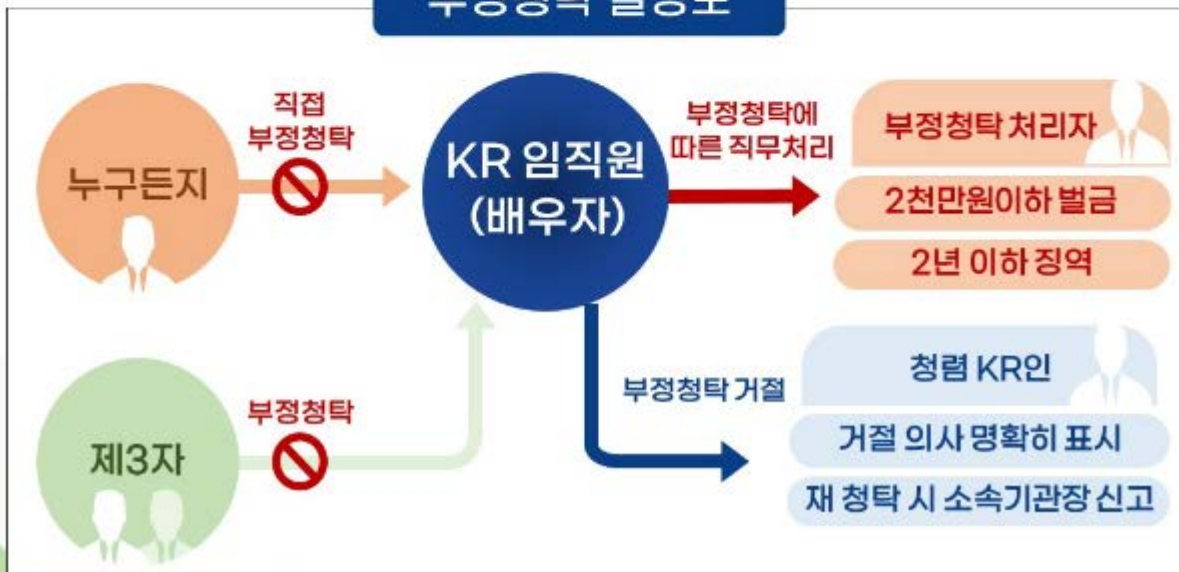 부정청탁
누구든지
직접
부정청탁
KR 임직원
(배우자)
부정청탁에
따른 직무처리
부정청탁 처리자
2천만원이하 벌금
2년 이하 징역
제3자
부정청탁
부정청탁 거절
청렴 KR인
거절 의사 명확히 표시
재 청탁 시 소속기관장 신고